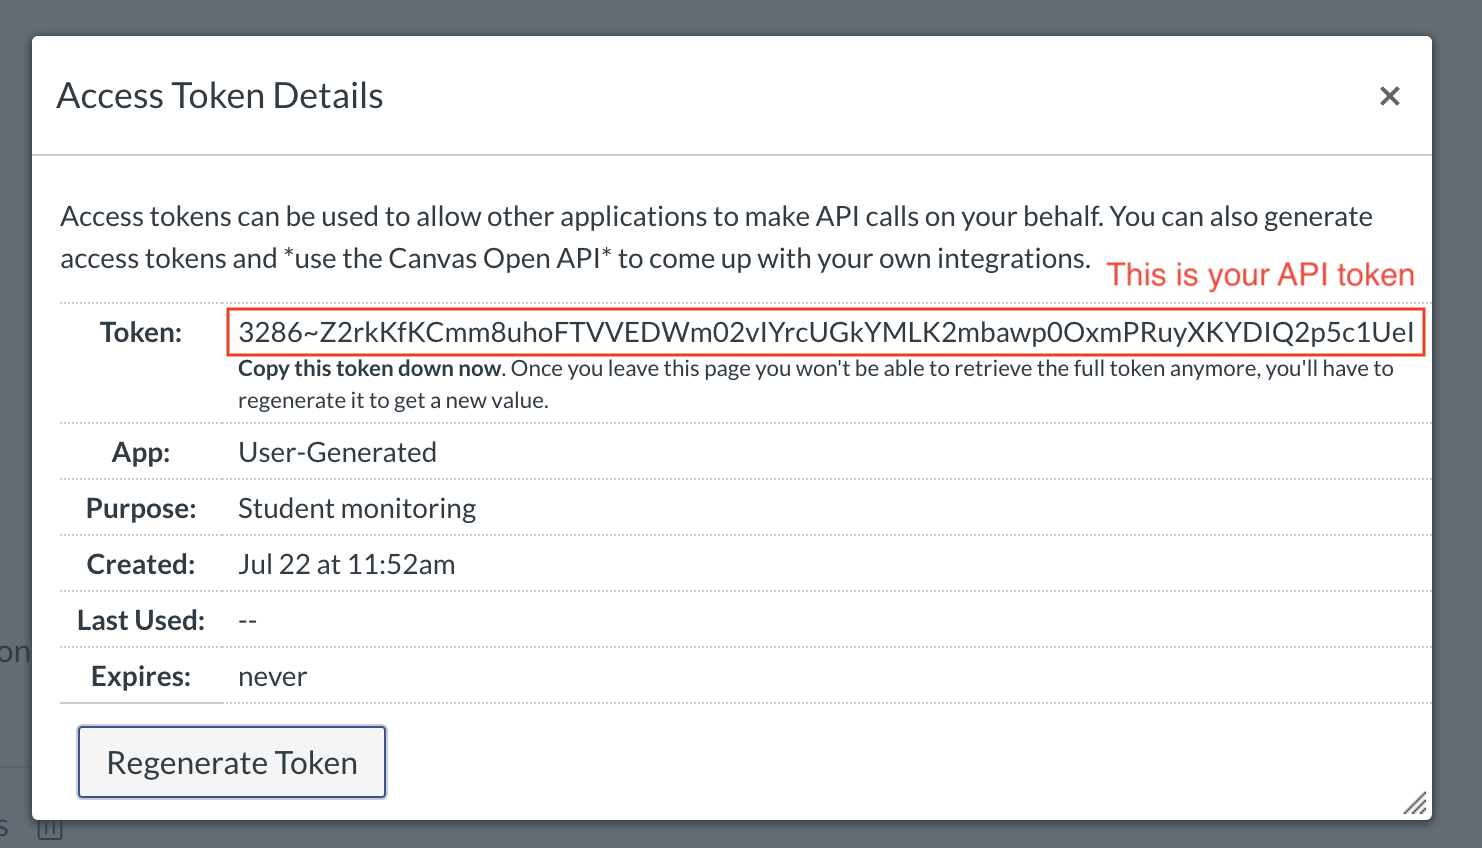 Access Token Details
Access tokens can be used to allow other applications to make API calls on your behalf. You can also generate
access tokens and *use the Canvas Open API* to come up with your own integrations.
This is your API token
Token: 3286~Z2rkKfKCmm8uhoFTVVEDWm02vIYrcUGkYMLK2mbawp0OxmPRuyXKYDIQ2p5c1UeI
Copy this token down now. Once you leave this page you won't be able to retrieve the full token anymore, you'll have to
regenerate it to get a new value.
App: User-Generated
Purpose: Student monitoring
Created: Jul 22 at 11:52am
Last Used: --
Expires: never
Regenerate Token